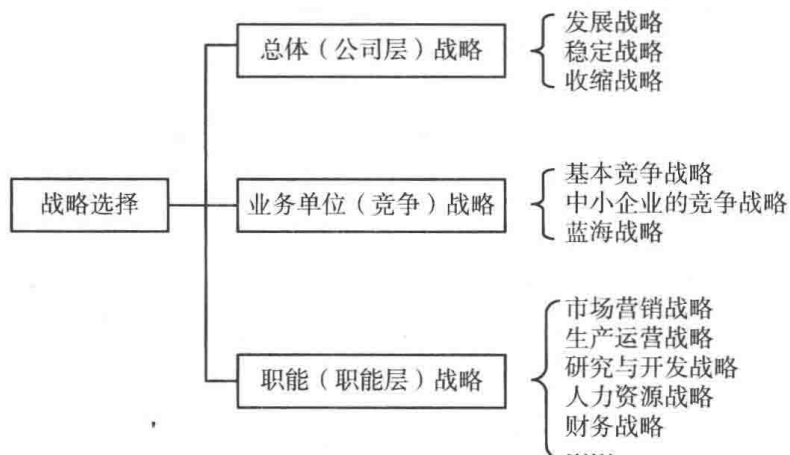 总体（公司层）战略
发展战略
稳定战略
收缩战略
战略选择
业务单位（竞争）战略
基本竞争战略
中小企业的竞争战略
蓝海战略
职能（职能层）战略
市场营销战略
生产运营战略
研究与开发战略
人力资源战略
财务战略
……